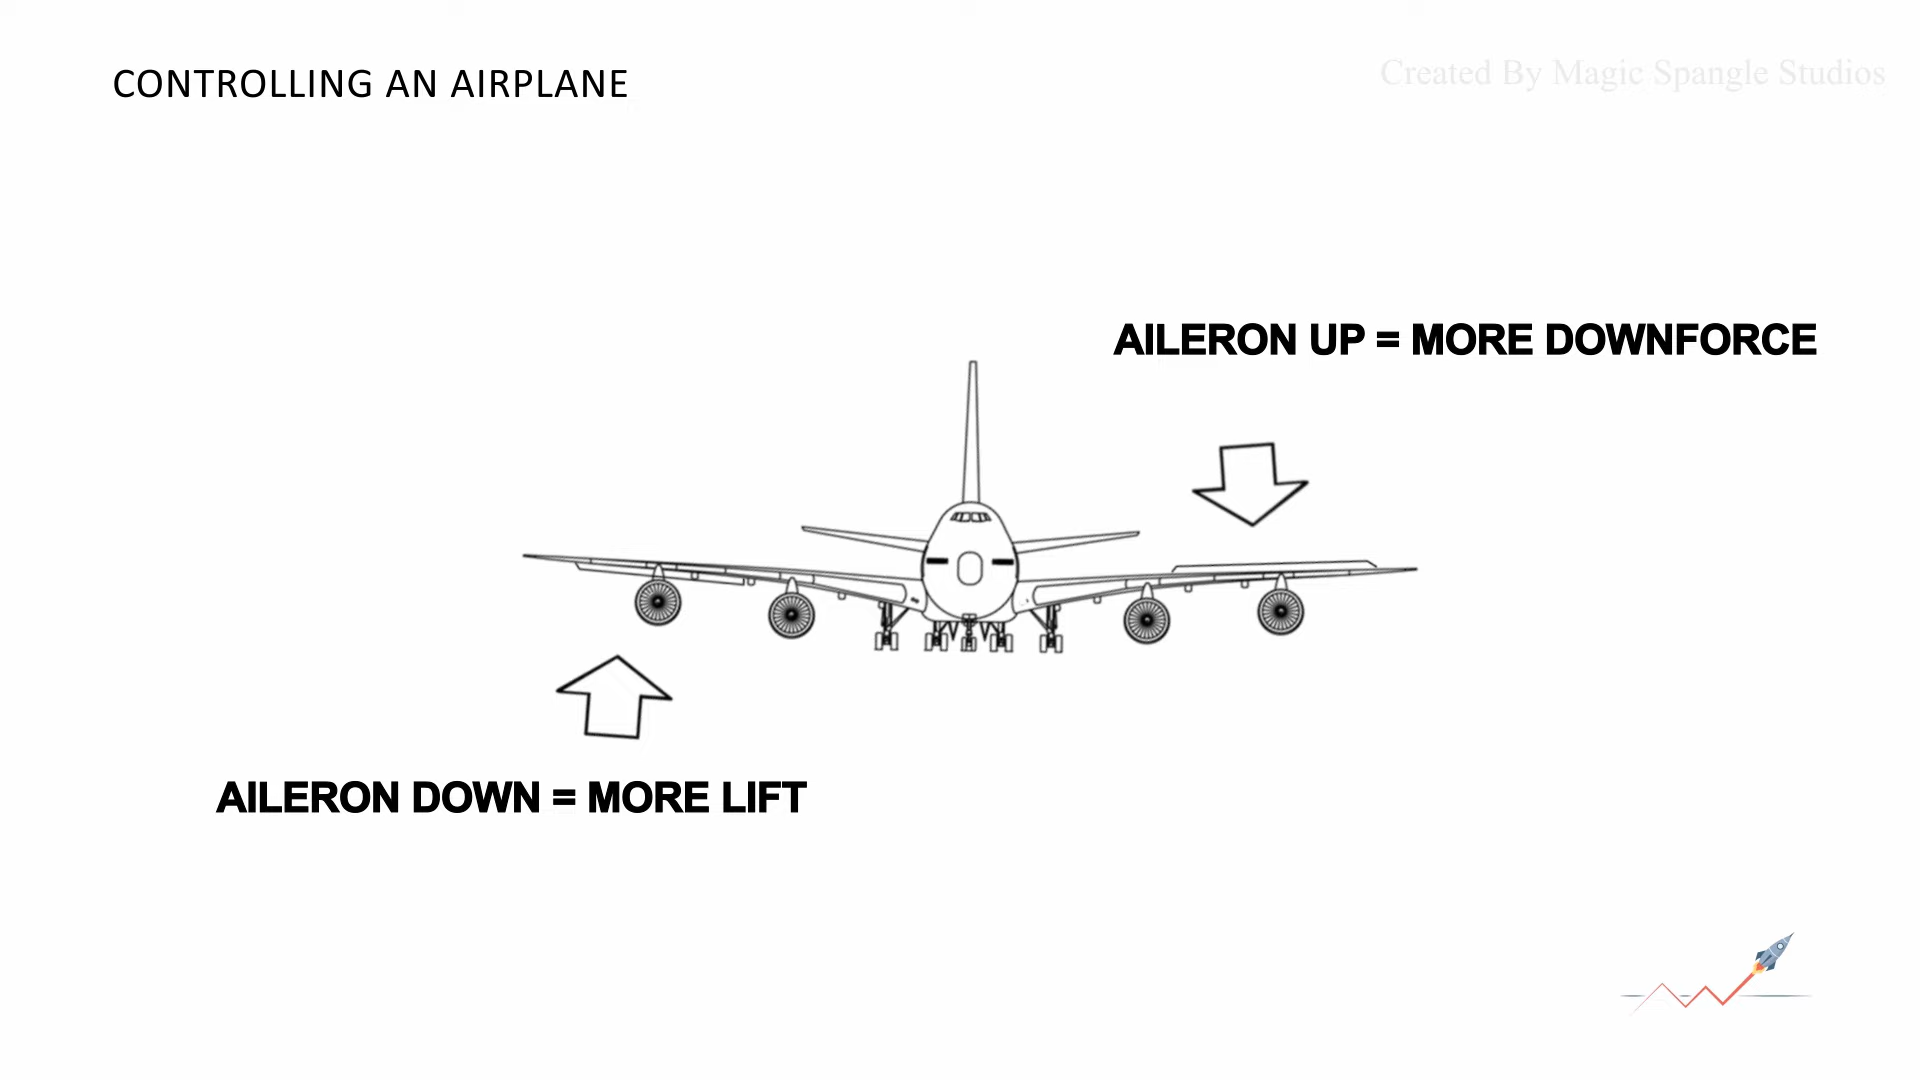 CONTROLLING AN AIRPLANE
Created By Magic Spangle Studios
AILERON UP = MORE DOWNFORCE
AILERON DOWN = MORE LIFT